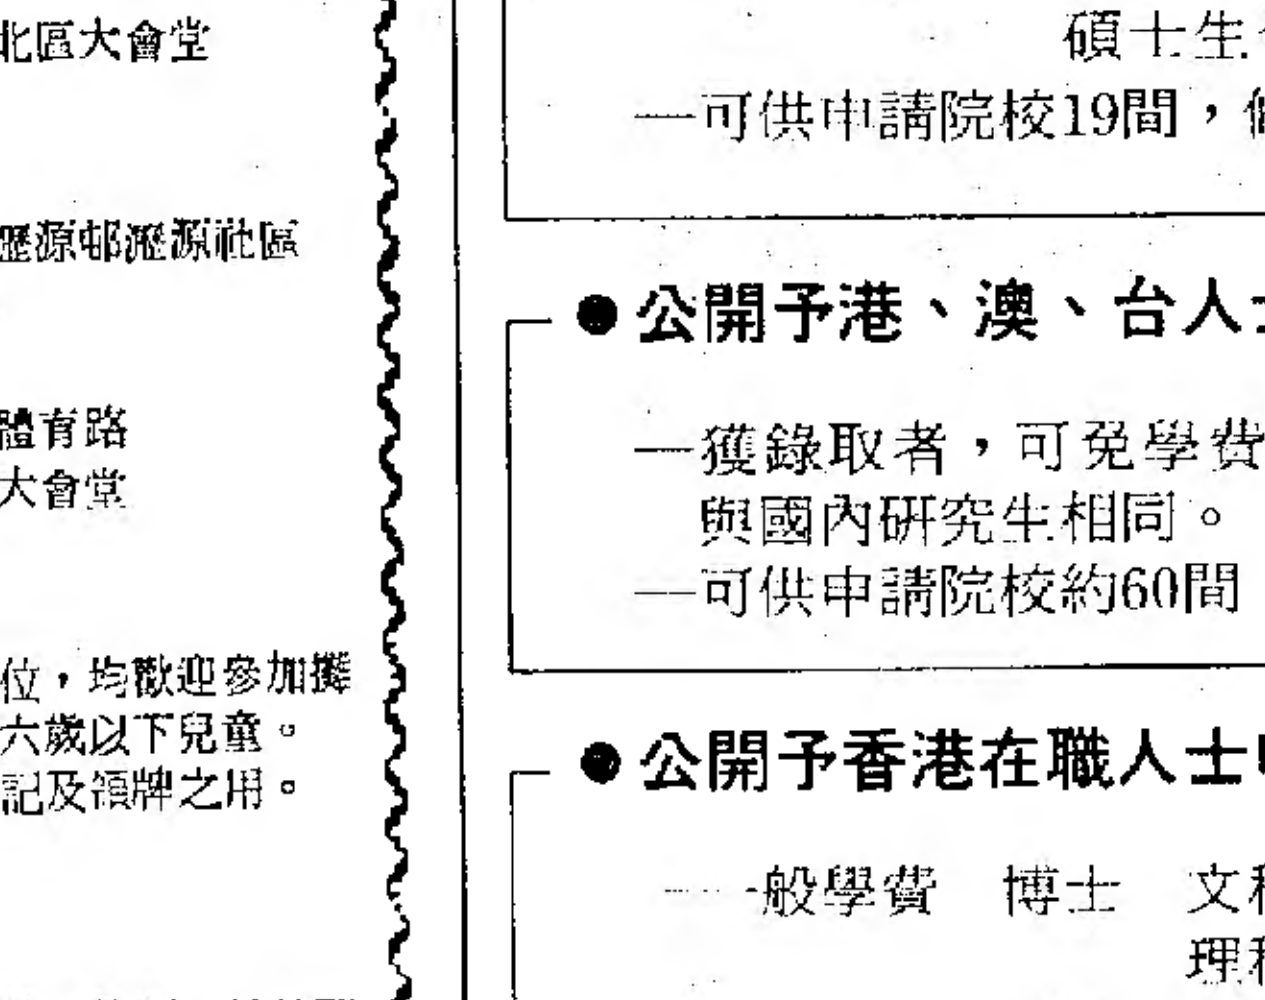 北區大會堂
瀝源邨瀝源社區
體育路
大會堂
位，均歡迎參加攤
六歲以下兒童。
記及領牌之用。
碩士生
—可供申請院校19間，
●公開予港、澳、台人士
—獲錄取者，可免學費
與國內研究生相同。
—可供申請院校約60間
●公開予香港在職人士
一般學費 博士 文科
理科